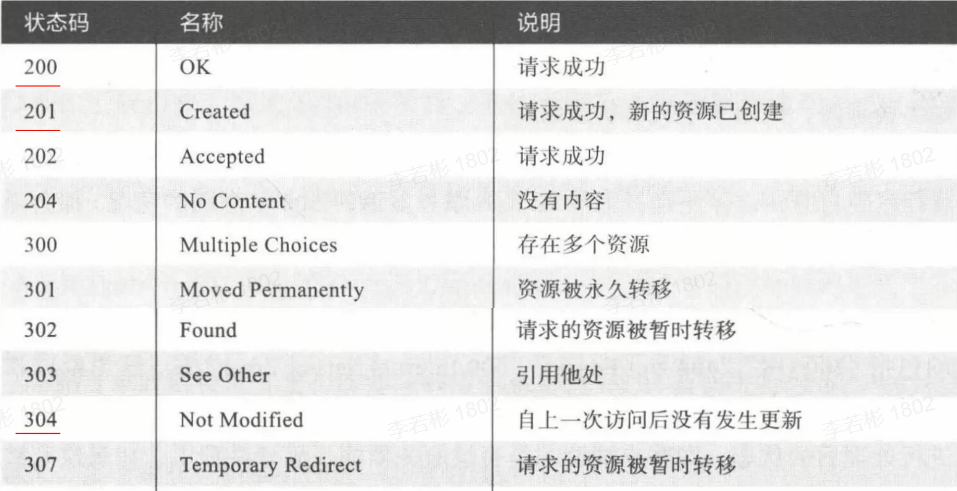 状态码 名称 说明
200 OK 请求成功
201 Created 请求成功，新的资源已创建
202 Accepted 请求成功
204 No Content 没有内容
300 Multiple Choices 存在多个资源
301 Moved Permanently 资源被永久转移
302 Found 请求的资源被暂时转移
303 See Other 引用他处
304 Not Modified 自上一次访问后没有发生更新
307 Temporary Redirect 请求的资源被暂时转移
李若彬 1802